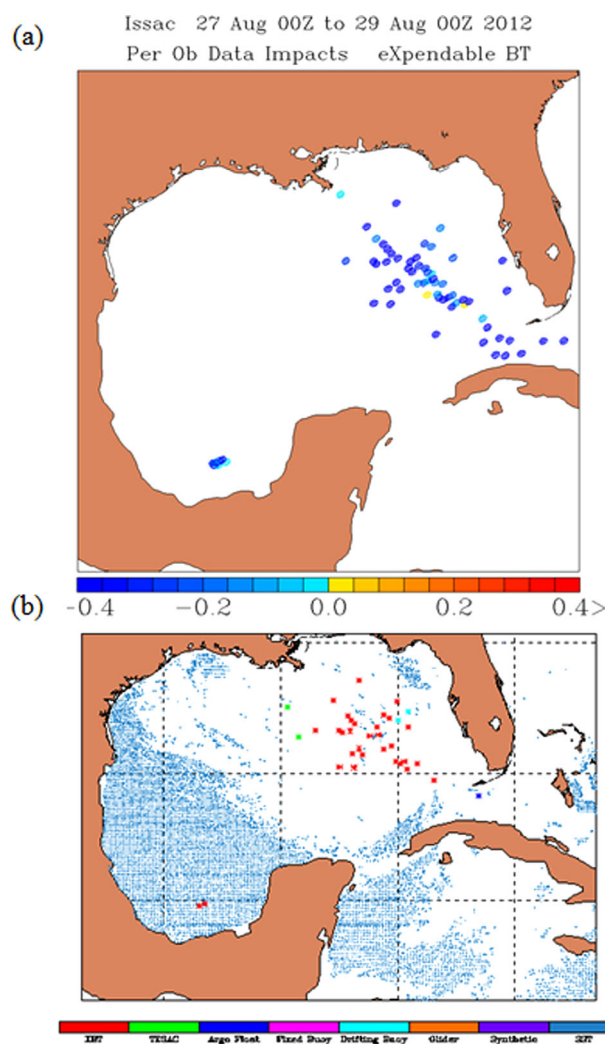 (a)
Issac 27 Aug 00Z to 29 Aug 00Z 2012
Per Ob Data Impacts eXpendable BT
-0.4 -0.2 0.0 0.2 0.4>
(b)
XBT TESAC Argo Float Fixed Buoy Drifting Buoy Glider Synthetic SST